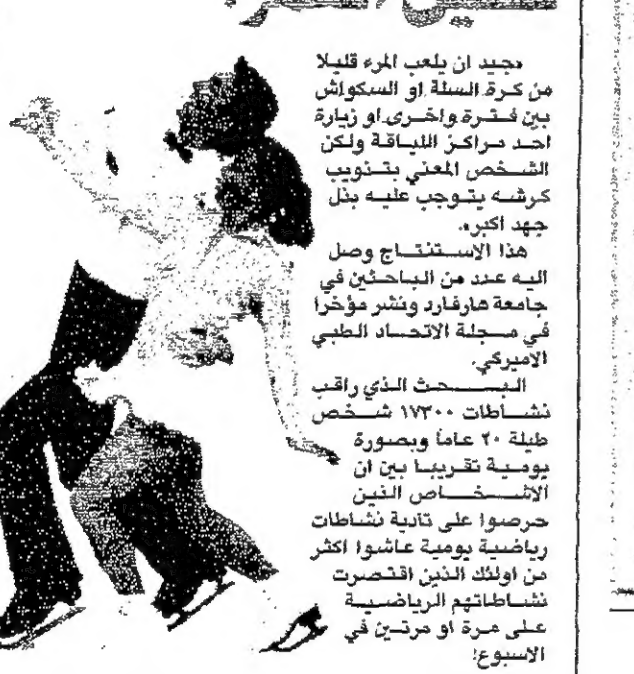 «جيد ان يلعب المرء قليلا
من كرة السلة او السكواش
بين فترة واخرى او زيارة
احد مراكز اللياقة ولكن
الشخص المعني بتذويب
كرشه يتوجب عليه بذل
جهد اكبر».
هذا الاستنتاج وصل
اليه عدد من الباحثين في
جامعة هارفارد ونشر مؤخرا
في مجلة الاتحاد الطبي
الاميركي.
البحث الذي راقب
نشاطات ١٧٣٠٠ شخص
طيلة ٢٠ عاما وبصورة
يومية تقريبا بين ان
الاشخاص الذين
حرصوا على تادية نشاطات
رياضية يومية عاشوا اكثر
من اولئك الذين اقتصرت
نشاطاتهم الرياضية
على مرة او مرتين في
الاسبوع!